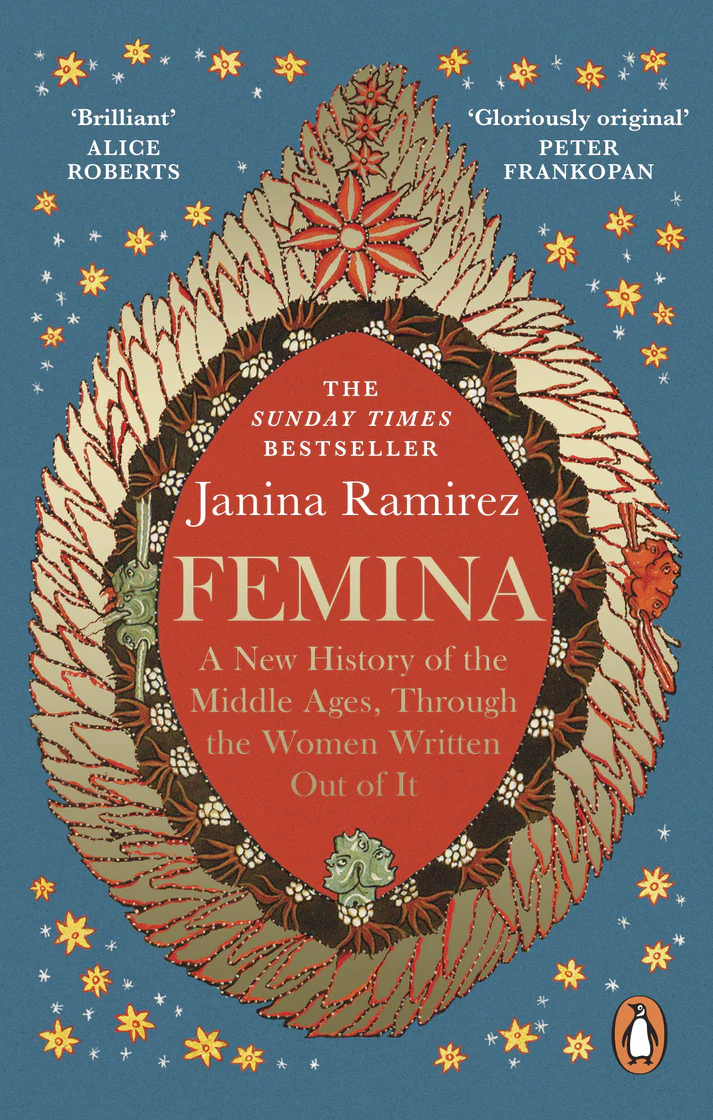 ‘Brilliant’
ALICE
ROBERTS
‘Gloriously original’
PETER
FRANKOPAN
THE
SUNDAY TIMES
BESTSELLER
Janina Ramirez
FEMINA
A New History of the
Middle Ages, Through
the Women Written
Out of It